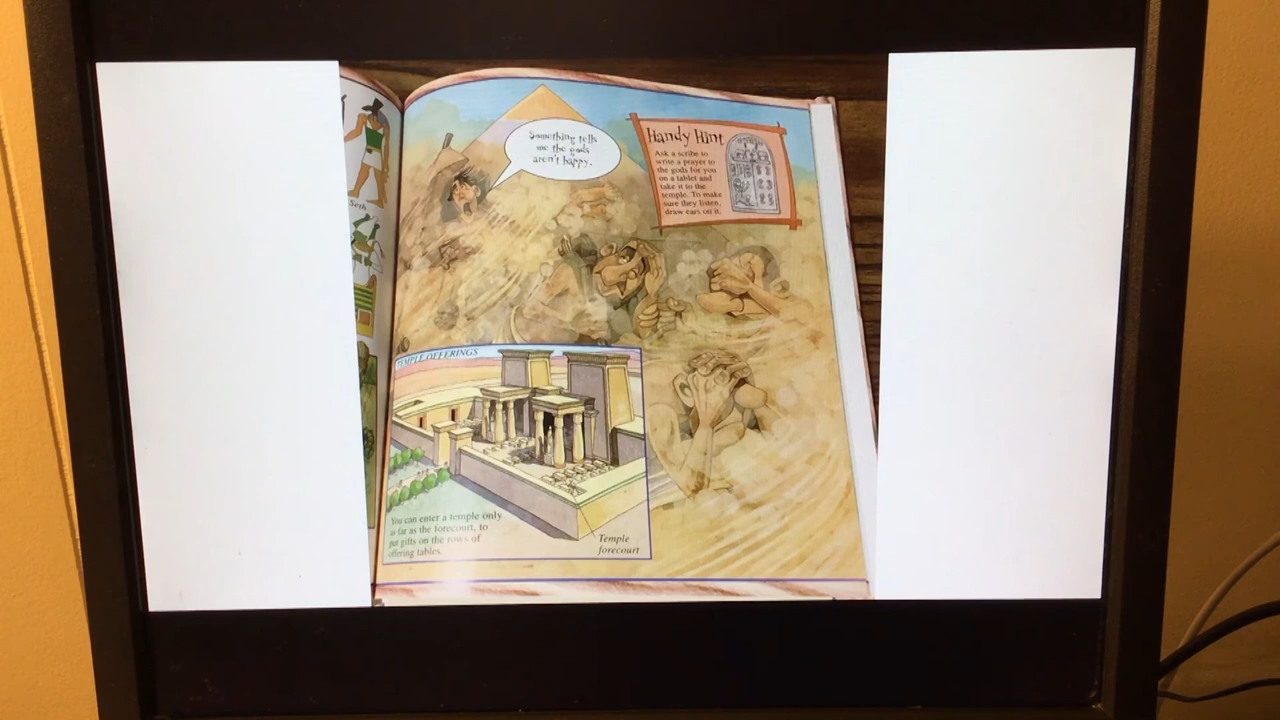 Seth
Something tells
me the gods
aren't happy.
Handy Hint
Ask a scribe to
write a prayer to
the gods for you
on a tablet and
take it to the
temple. To make
sure they listen,
draw ears on it.
TEMPLE OFFERINGS
You can enter a temple only
as far as the forecourt, to
put gifts on the rows of
offering tables.
Temple
forecourt